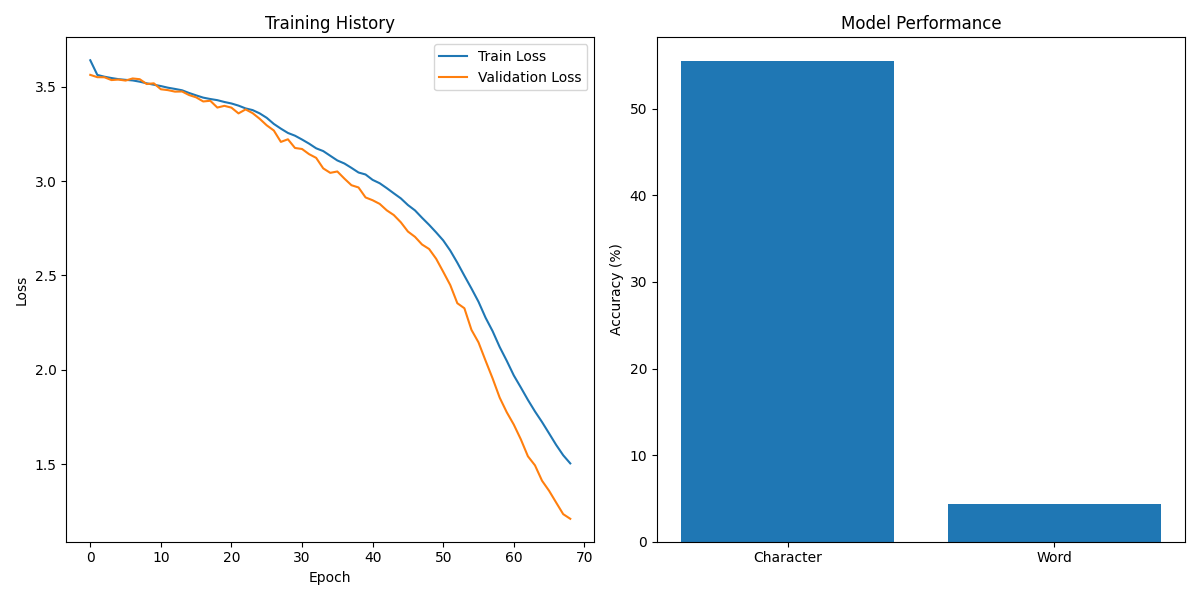 Training History
Train Loss
Validation Loss
3.5
3.0
2.5
2.0
1.5
Loss
0 10 20 30 40 50 60 70
Epoch
Model Performance
50
40
30
20
10
0
Accuracy (%)
Character Word